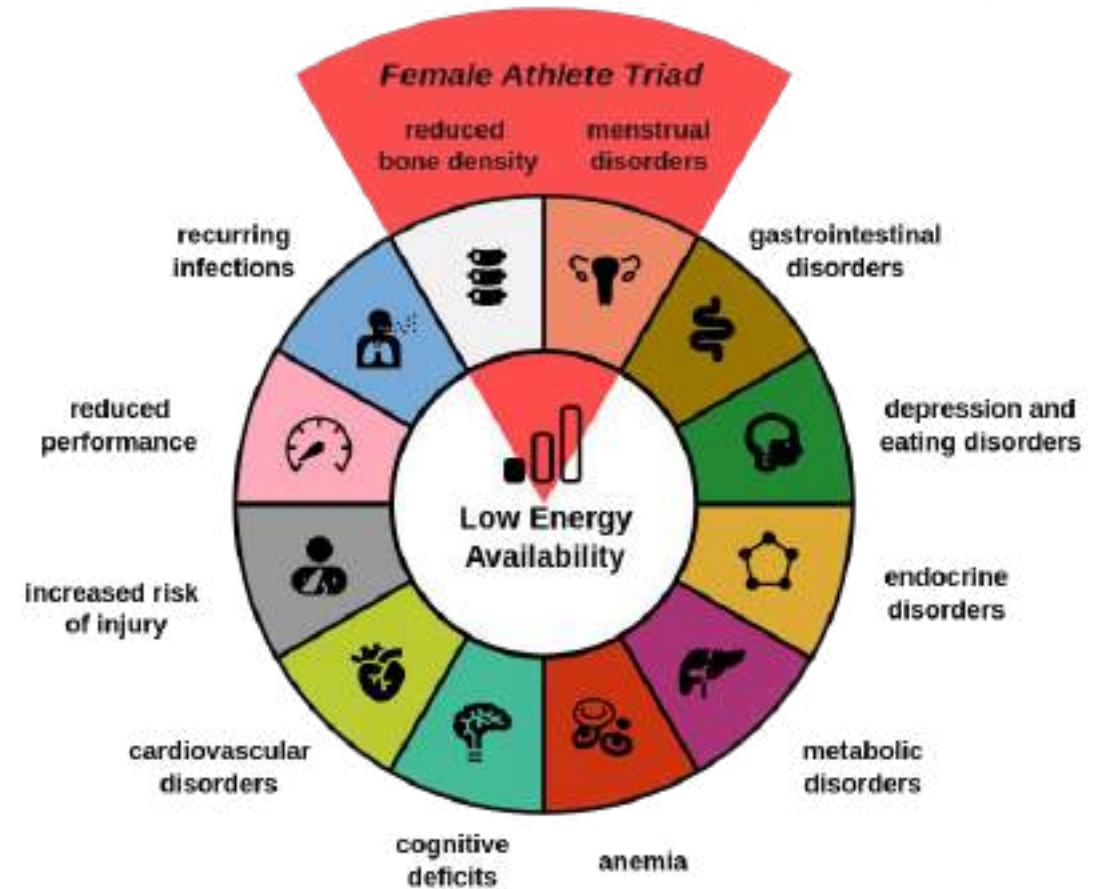 Female Athlete Triad
reduced
bone density
menstrual
disorders
gastrointestinal
disorders
depression and
eating disorders
endocrine
disorders
metabolic
disorders
anemia
cognitive
deficits
cardiovascular
disorders
increased risk
of injury
reduced
performance
recurring
infections
Low Energy
Availability